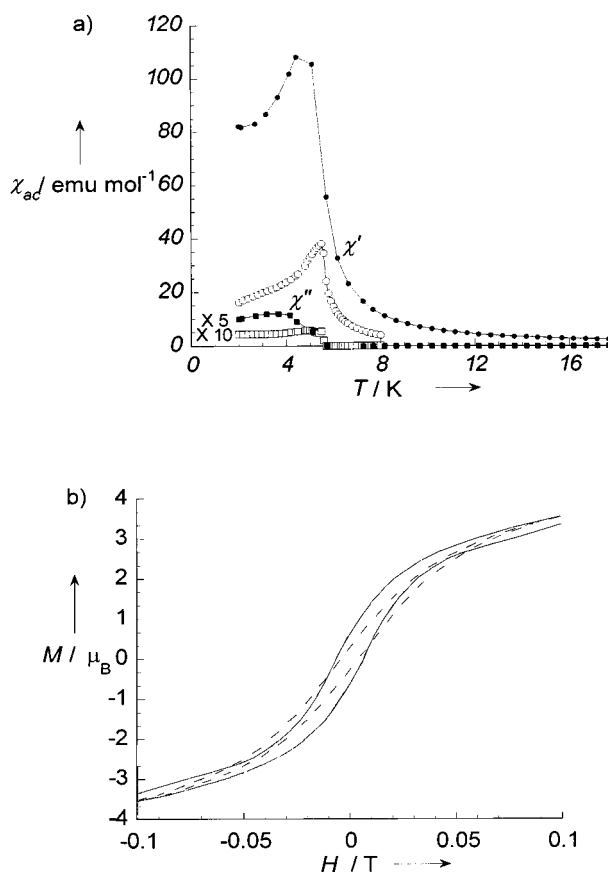 a)
120
100
80
χac/ emu mol-1
60
40
20
0
χ'
χ''
X 5
X 10
0 4 8 12 16
T / K
b)
4
3
2
1
M / μB
0
-1
-2
-3
-4
-0.1 -0.05 0 0.05 0.1
H / T